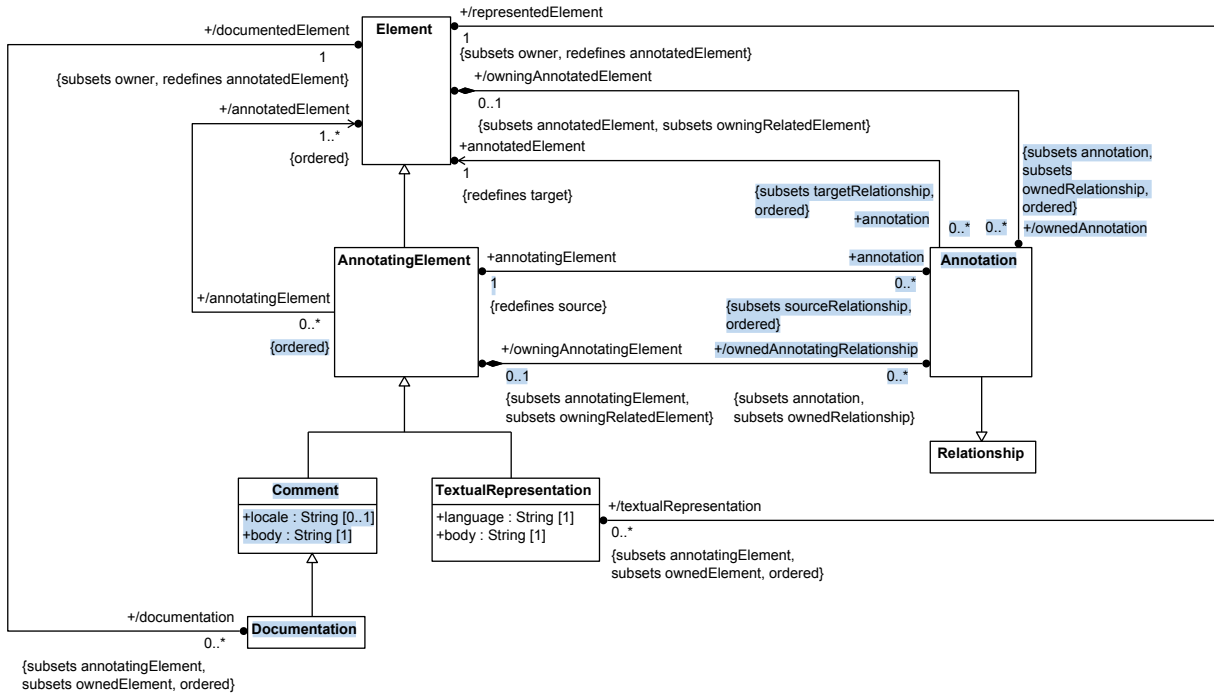 +/representedElement
Element
1
{subsets owner, redefines annotatedElement}
+/documentedElement
1
{subsets owner, redefines annotatedElement}
+/owningAnnotatedElement
0..1
{subsets annotatedElement, subsets owningRelatedElement}
+/annotatedElement
1..*
{ordered}
+annotatedElement
1
{redefines target}
{subsets targetRelationship,
ordered}
+annotation
0..*
{subsets annotation,
subsets
ownedRelationship,
ordered}
0..*
+/ownedAnnotation
AnnotatingElement
+annotatingElement
1
{redefines source}
+annotation
0..*
{subsets sourceRelationship,
ordered}
Annotation
+/annotatingElement
0..*
{ordered}
+/owningAnnotatingElement
0..1
{subsets annotatingElement,
subsets owningRelatedElement}
+/ownedAnnotatingRelationship
0..*
{subsets annotation,
subsets ownedRelationship}
Relationship
Comment
+locale : String [0..1]
+body : String [1]
TextualRepresentation
+language : String [1]
+body : String [1]
+/textualRepresentation
0..*
{subsets annotatingElement,
subsets ownedElement, ordered}
+/documentation
0..*
{subsets annotatingElement,
subsets ownedElement, ordered}
Documentation